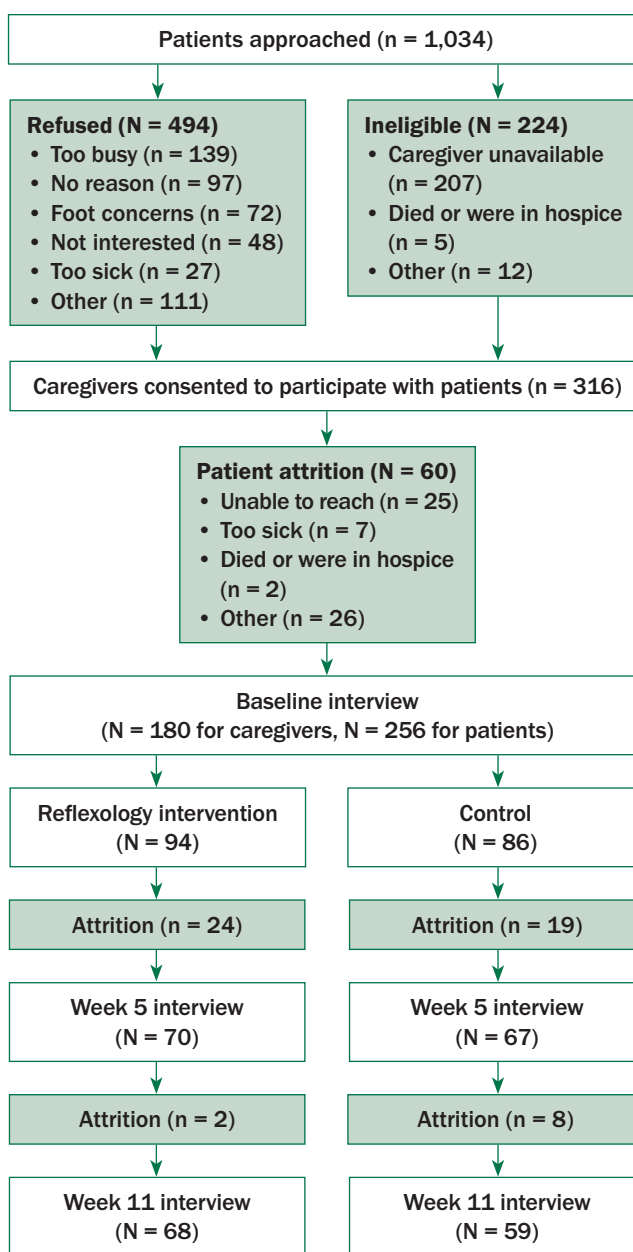 Patients approached (n = 1,034)
Refused (N = 494)
• Too busy (n = 139)
• No reason (n = 97)
• Foot concerns (n = 72)
• Not interested (n = 48)
• Too sick (n = 27)
• Other (n = 111)
Ineligible (N = 224)
• Caregiver unavailable
(n = 207)
• Died or were in hospice
(n = 5)
• Other (n = 12)
Caregivers consented to participate with patients (n = 316)
Patient attrition (N = 60)
• Unable to reach (n = 25)
• Too sick (n = 7)
• Died or were in hospice
(n = 2)
• Other (n = 26)
Baseline interview
(N = 180 for caregivers, N = 256 for patients)
Reflexology intervention
(N = 94)
Control
(N = 86)
Attrition (n = 24)
Attrition (n = 19)
Week 5 interview
(N = 70)
Week 5 interview
(N = 67)
Attrition (n = 2)
Attrition (n = 8)
Week 11 interview
(N = 68)
Week 11 interview
(N = 59)